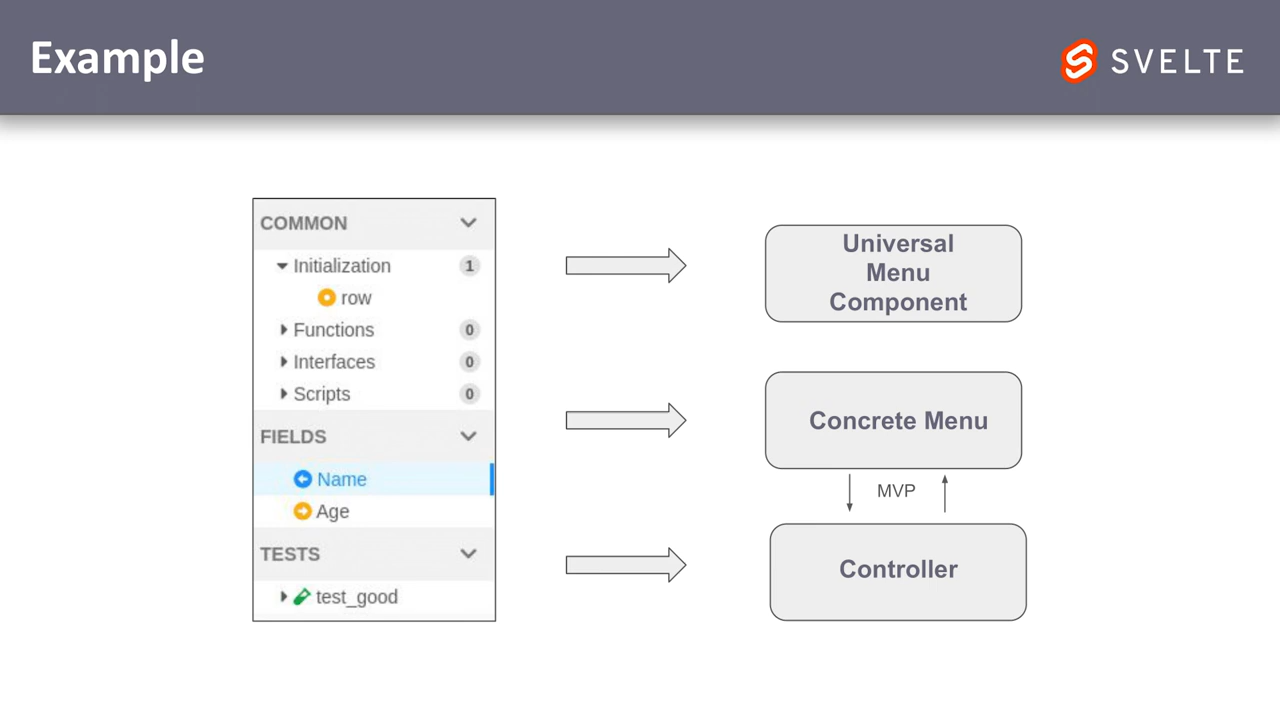 Example
SVELTE
COMMON
Initialization 1
row
Functions 0
Interfaces 0
Scripts 0
FIELDS
Name
Age
TESTS
test_good
Universal
Menu
Component
Concrete Menu
MVP
Controller